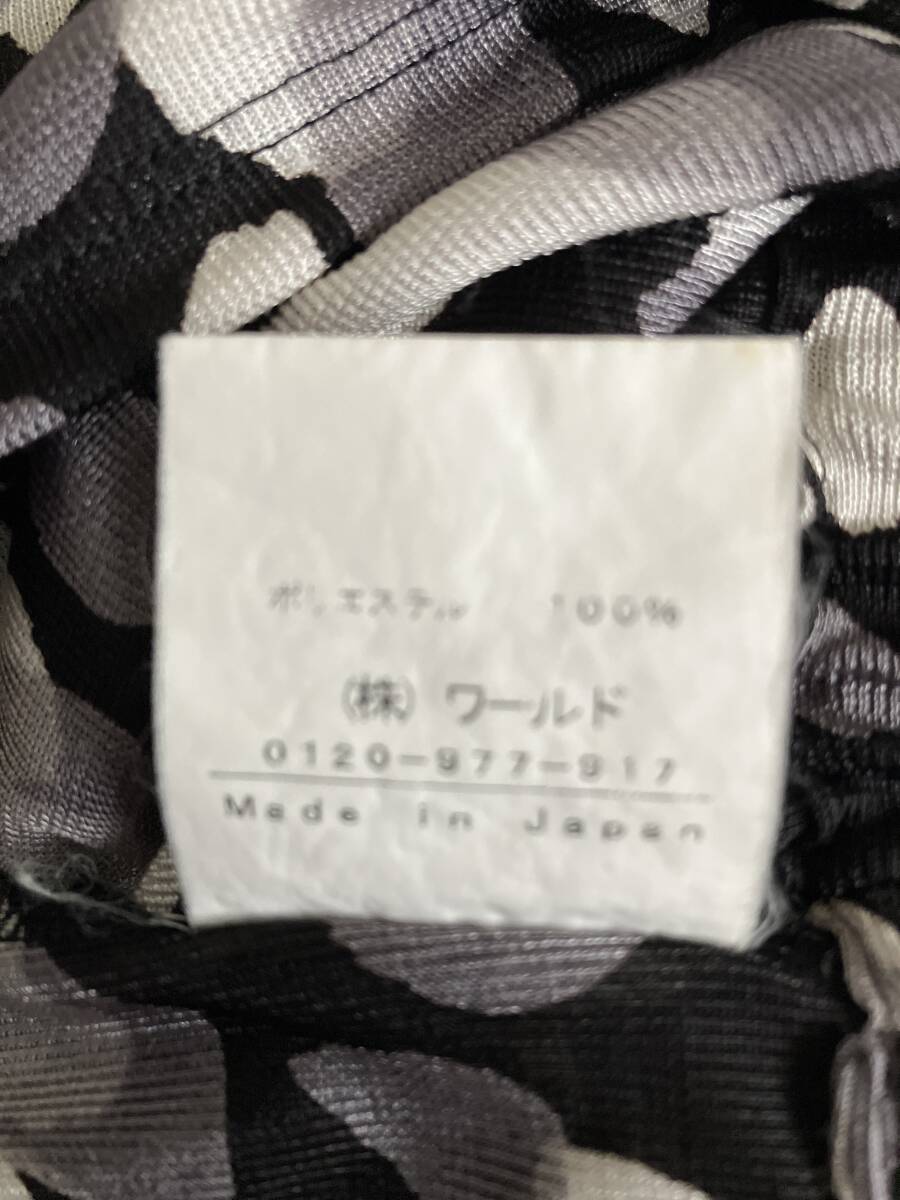 ポリエステル 100%
(株) ワールド
0120-977-917
Made in Japan